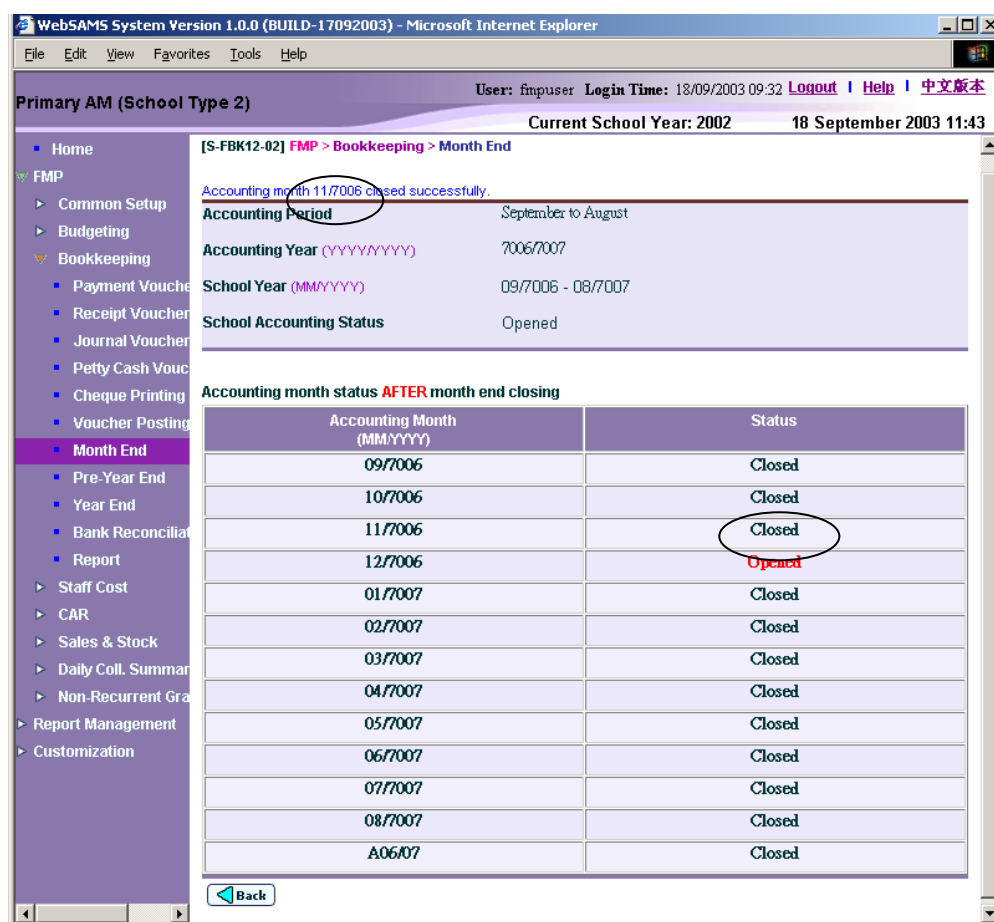 WebSAMS System Version 1.0.0 (BUILD-17092003) - Microsoft Internet Explorer
File Edit View Favorites Tools Help
Primary AM (School Type 2)
User: fmpuser Login Time: 18/09/2003 09:32 Logout | Help | 中文版本
Current School Year: 2002 18 September 2003 11:43
Home
FMP
Common Setup
Budgeting
Bookkeeping
Payment Vouche
Receipt Voucher
Journal Voucher
Petty Cash Vouc
Cheque Printing
Voucher Posting
Month End
Pre-Year End
Year End
Bank Reconciliat
Report
Staff Cost
CAR
Sales & Stock
Daily Coll. Summar
Non-Recurrent Gra
Report Management
Customization
[S-FBK12-02] FMP > Bookkeeping > Month End
Accounting month 11/7006 closed successfully.
Accounting Period September to August
Accounting Year (YYYY/YYYY) 7006/7007
School Year (MM/YYYY) 09/7006 - 08/7007
School Accounting Status Opened
Accounting month status AFTER month end closing
Accounting Month (MM/YYYY) Status
09/7006 Closed
10/7006 Closed
11/7006 Closed
12/7006 Opened
01/7007 Closed
02/7007 Closed
03/7007 Closed
04/7007 Closed
05/7007 Closed
06/7007 Closed
07/7007 Closed
08/7007 Closed
A06/07 Closed
Back